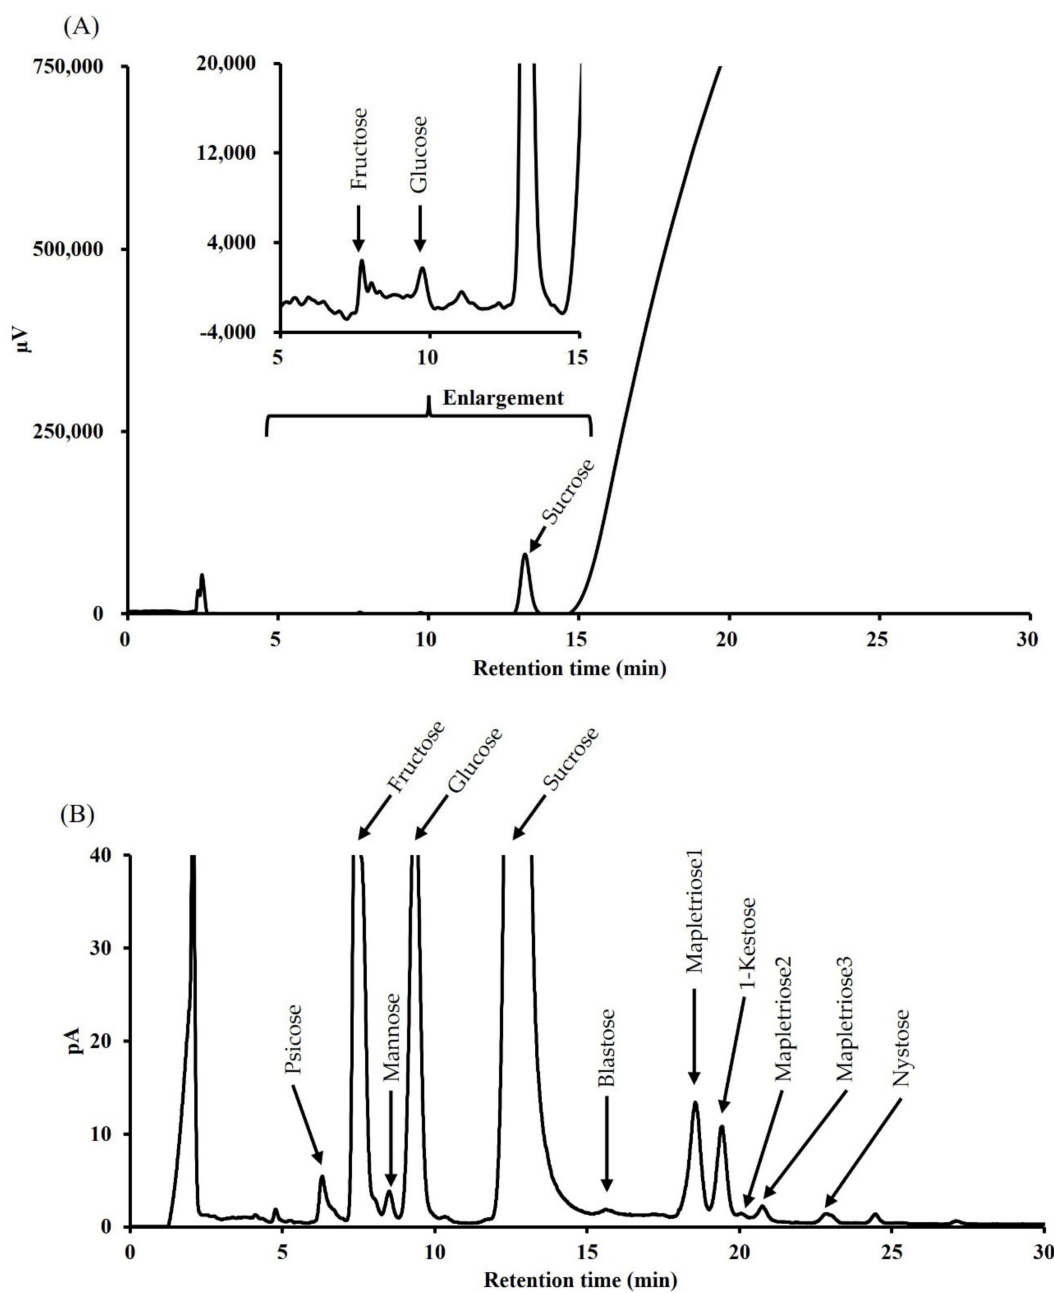 (A)
750,000
500,000
250,000
0
μV
20,000
12,000
4,000
-4,000
5
10
15
Fructose
Glucose
Enlargement
Sucrose
0
5
10
15
20
25
30
Retention time (min)
(B)
Fructose
Glucose
Sucrose
40
30
20
10
0
pA
Psicose
Mannose
Blastose
Mapletriose1
1-Kestose
Mapletriose2
Mapletriose3
Nystose
0
5
10
15
20
25
30
Retention time (min)